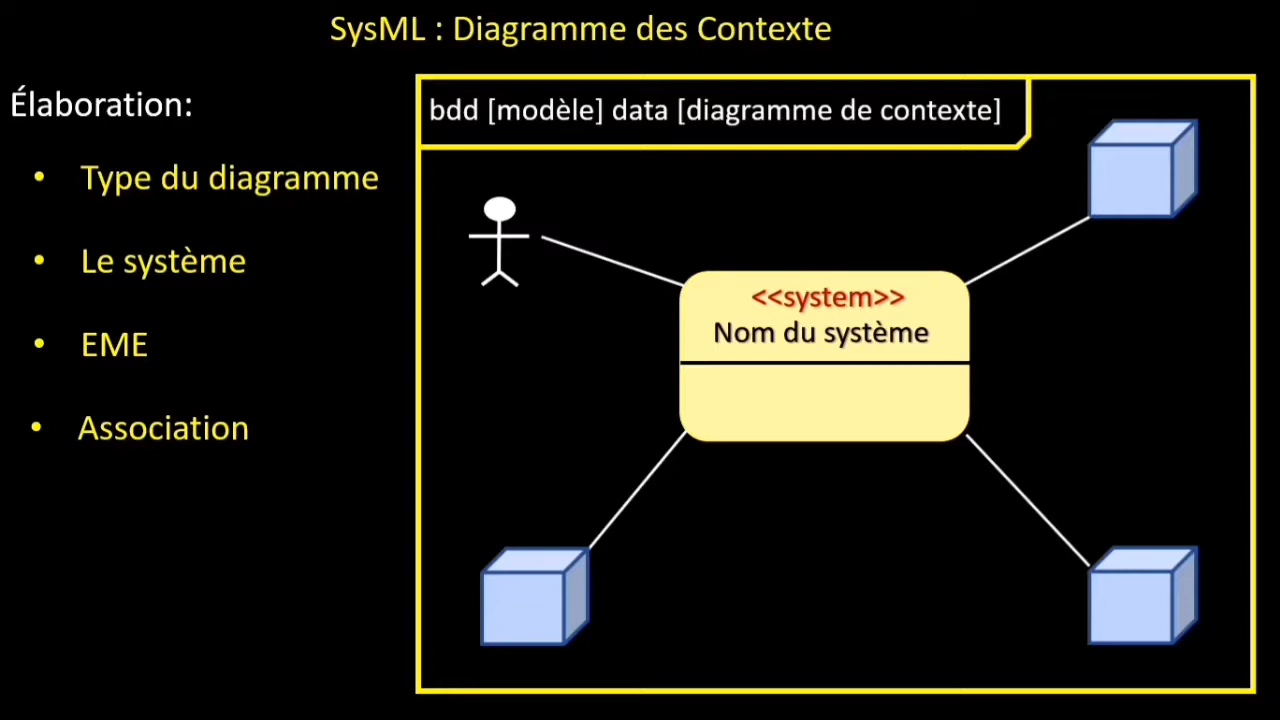 SysML : Diagramme des Contexte
Élaboration:
• Type du diagramme
• Le système
• EME
• Association
bdd [modèle] data [diagramme de contexte]
<<system>>
Nom du système